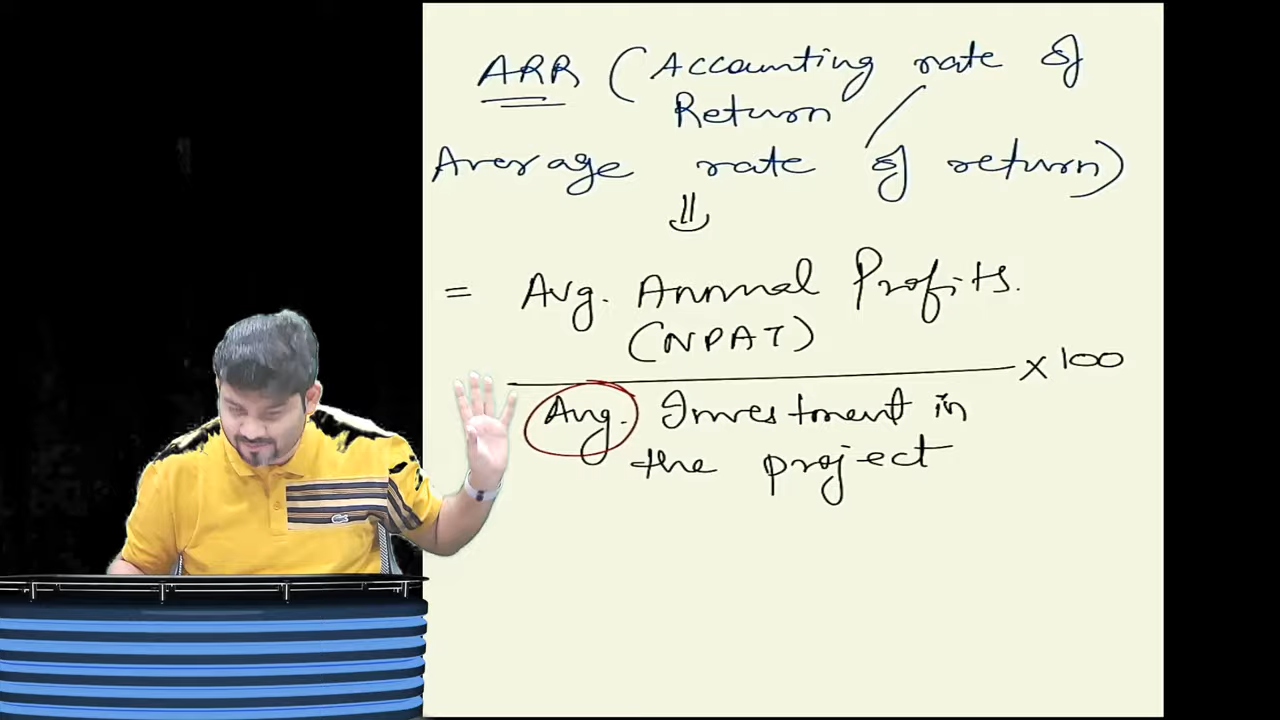 ARR (Accounting rate of
Return /
Average rate of return)
⇓
= Avg. Annual Profits.
(NPAT)
x 100
Avg. Investment in
the project